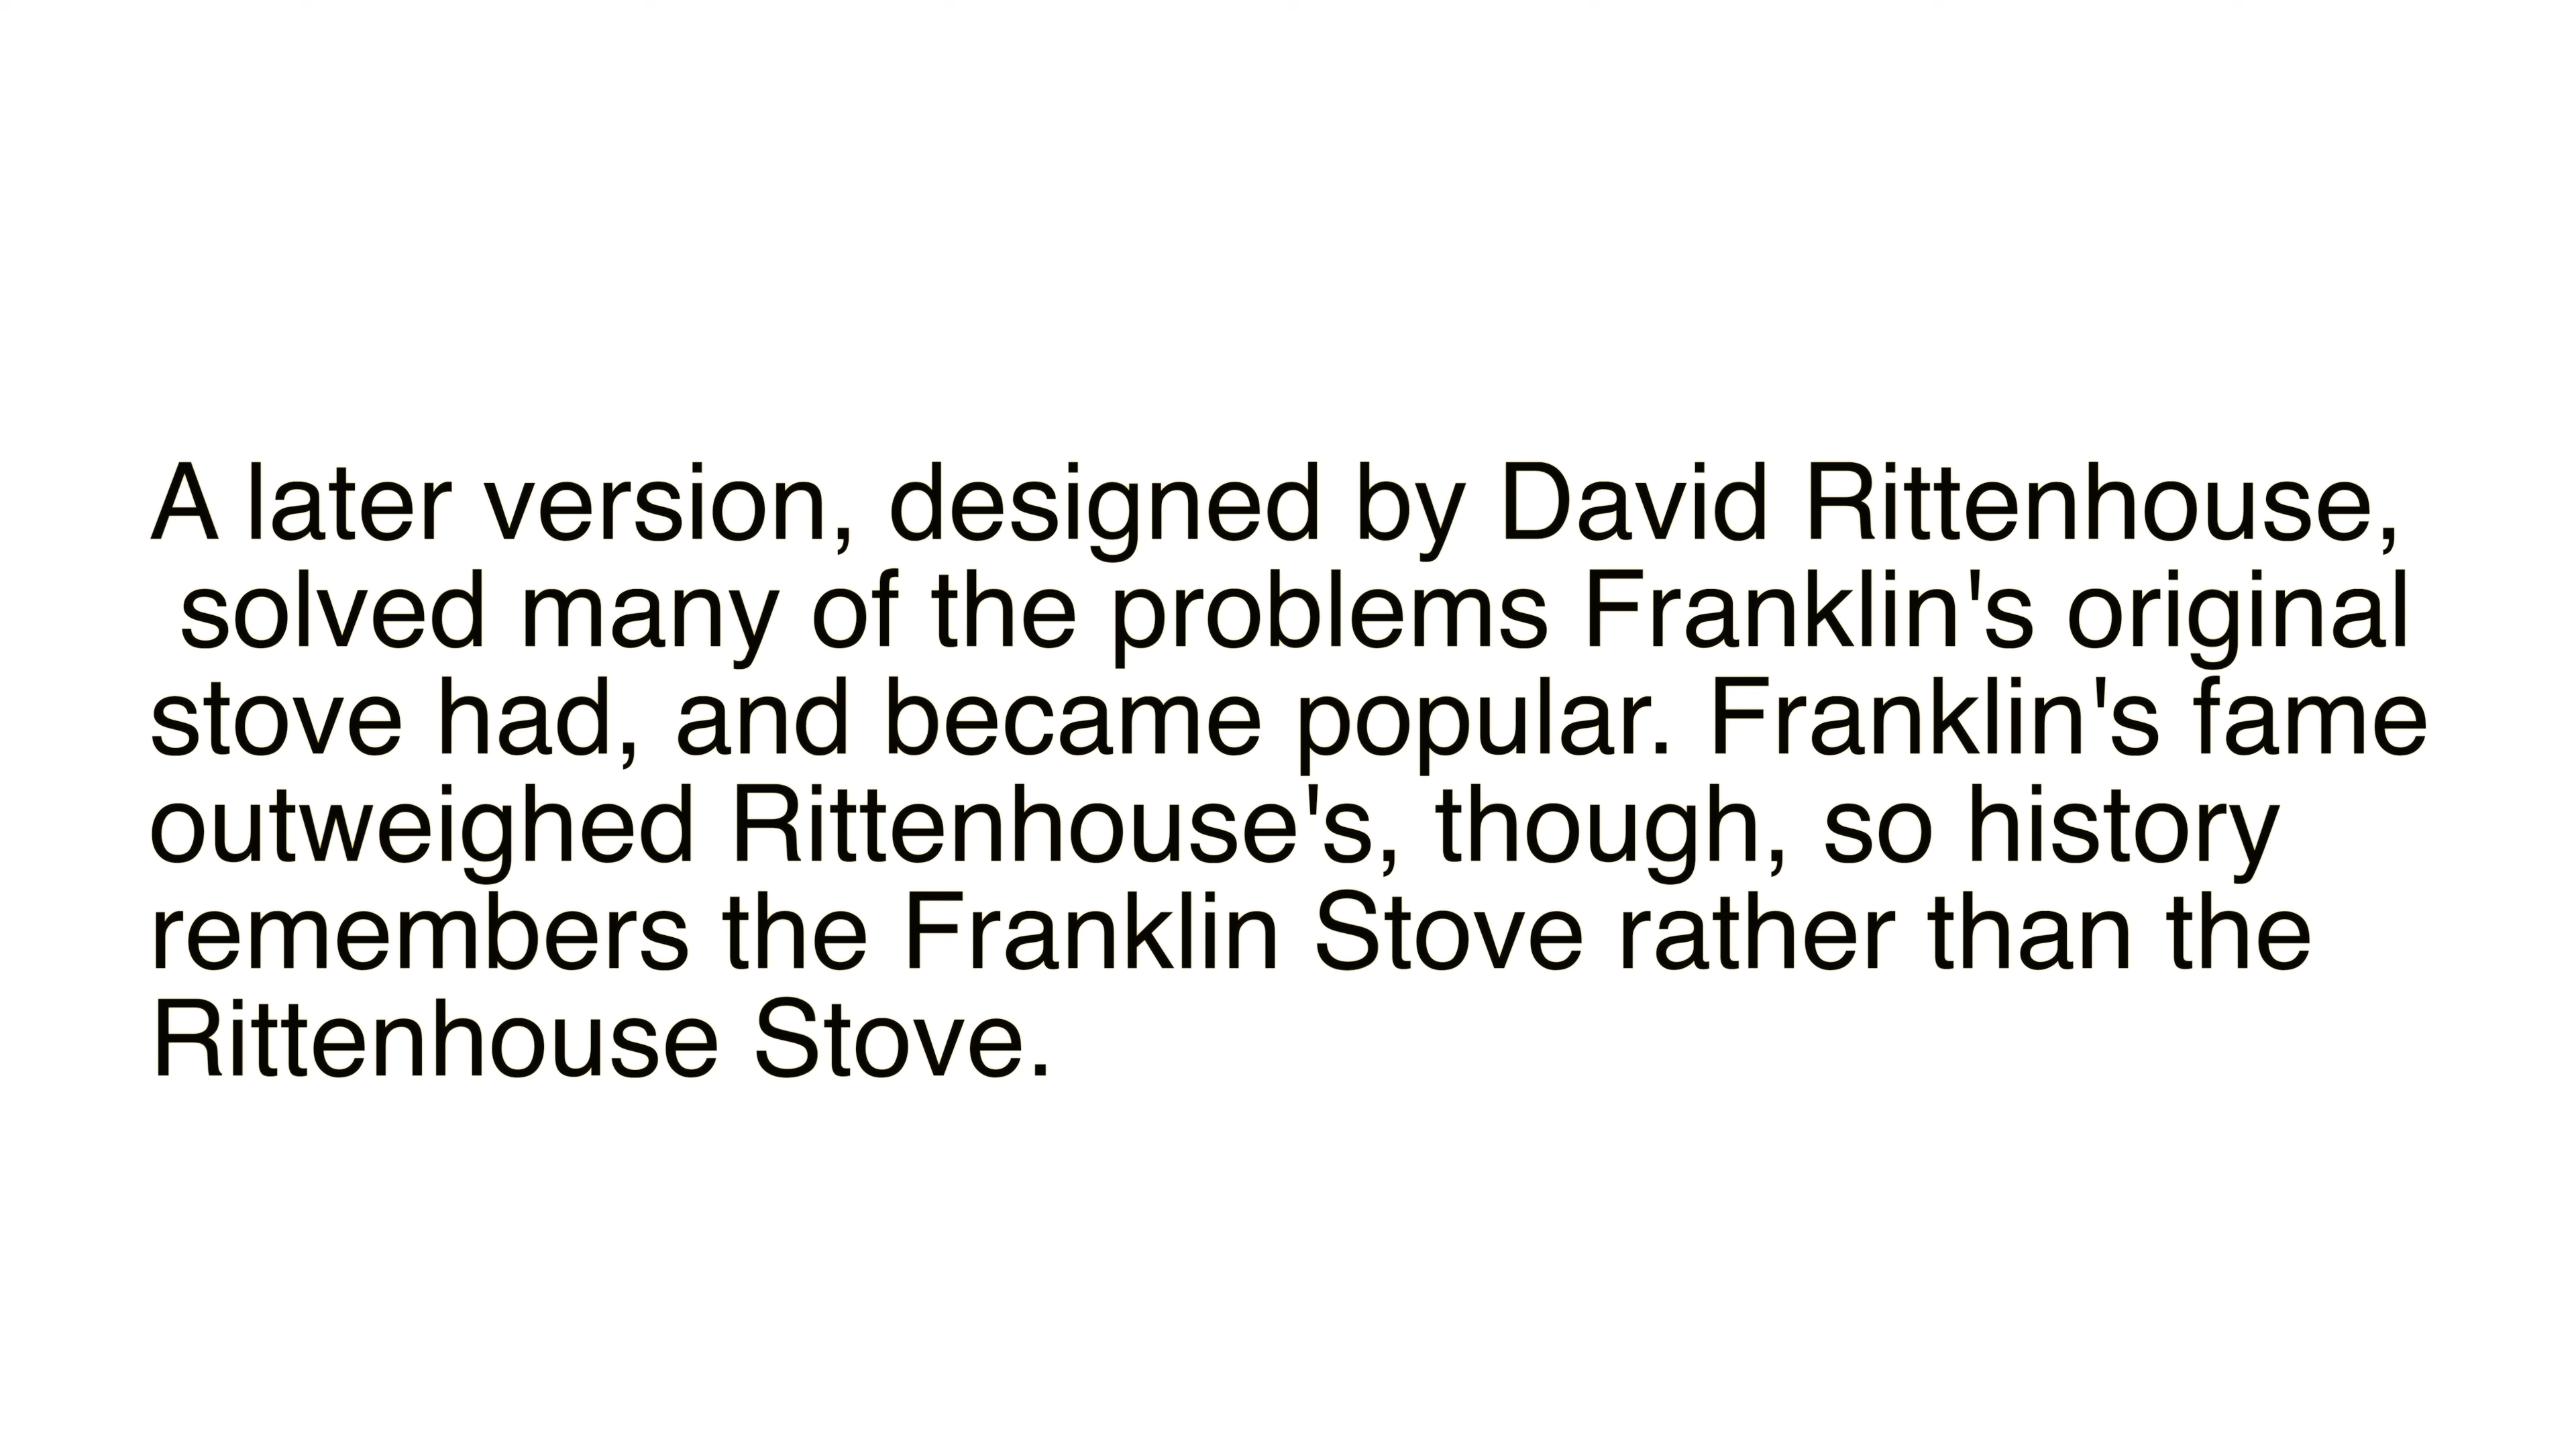 A later version, designed by David Rittenhouse,
solved many of the problems Franklin's original
stove had, and became popular. Franklin's fame
outweighed Rittenhouse's, though, so history
remembers the Franklin Stove rather than the
Rittenhouse Stove.